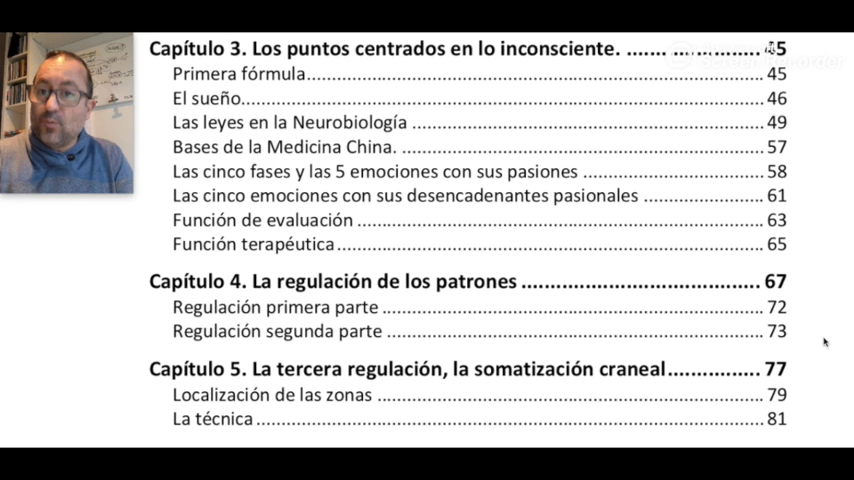 Capítulo 3. Los puntos centrados en lo inconsciente. ....... ................ 45
Primera fórmula.................................................................................... 45
El sueño................................................................................................ 46
Las leyes en la Neurobiología ................................................................ 49
Bases de la Medicina China. .................................................................. 57
Las cinco fases y las 5 emociones con sus pasiones ................................ 58
Las cinco emociones con sus desencadenantes pasionales ...................... 61
Función de evaluación .......................................................................... 63
Función terapéutica.............................................................................. 65
Capítulo 4. La regulación de los patrones ........................................ 67
Regulación primera parte ...................................................................... 72
Regulación segunda parte ..................................................................... 73
Capítulo 5. La tercera regulación, la somatización craneal................ 77
Localización de las zonas ....................................................................... 79
La técnica............................................................................................. 81